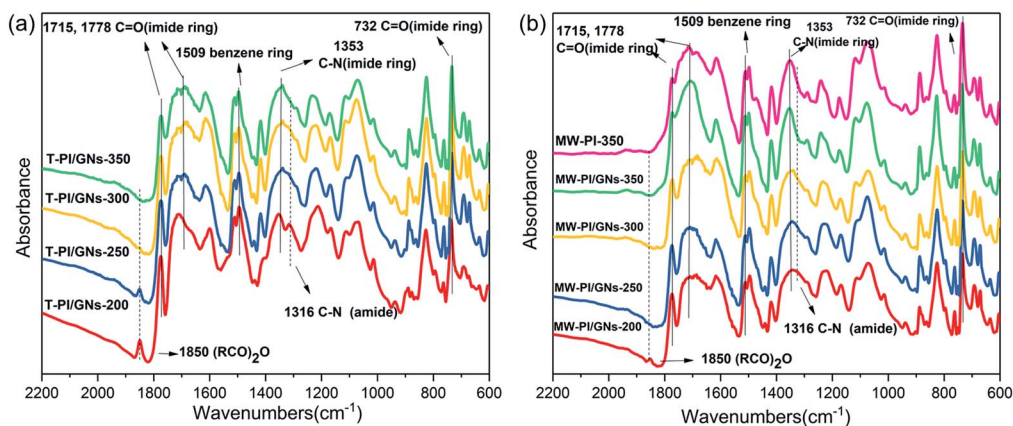 (a)
1715, 1778 C=O(imide ring)
732 C=O(imide ring)
1509 benzene ring
1353
C-N(imide ring)
T-PI/GNs-350
T-PI/GNs-300
T-PI/GNs-250
T-PI/GNs-200
1316 C-N (amide)
1850 (RCO)2O
Absorbance
2200 2000 1800 1600 1400 1200 1000 800 600
Wavenumbers(cm-1)
(b)
1715, 1778
C=O(imide ring)
1509 benzene ring
732 C=O(imide ring)
1353
C-N(imide ring)
MW-PI-350
MW-PI/GNs-350
MW-PI/GNs-300
MW-PI/GNs-250
MW-PI/GNs-200
1316 C-N (amide)
1850 (RCO)2O
Absorbance
2200 2000 1800 1600 1400 1200 1000 800 600
Wavenumbers(cm-1)